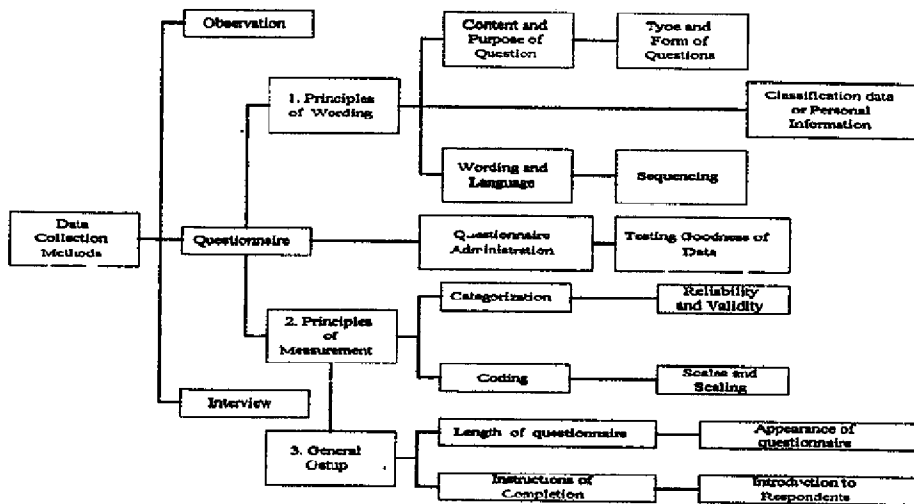 Observation
Content and
Purpose of
Question
Type and
Form of
Questions
1. Principles
of Wording
Classification data
or Personal
Information
Wording and
Language
Sequencing
Data
Collection
Methods
Questionnaire
Questionnaire
Administration
Testing Goodness of
Data
Categorization
Reliability
and Validity
2. Principles
of
Measurement
Coding
Scales and
Scaling
Interview
Length of questionnaire
Appearance of
questionnaire
3. General
Getup
Instructions of
Completion
Introduction to
Respondents